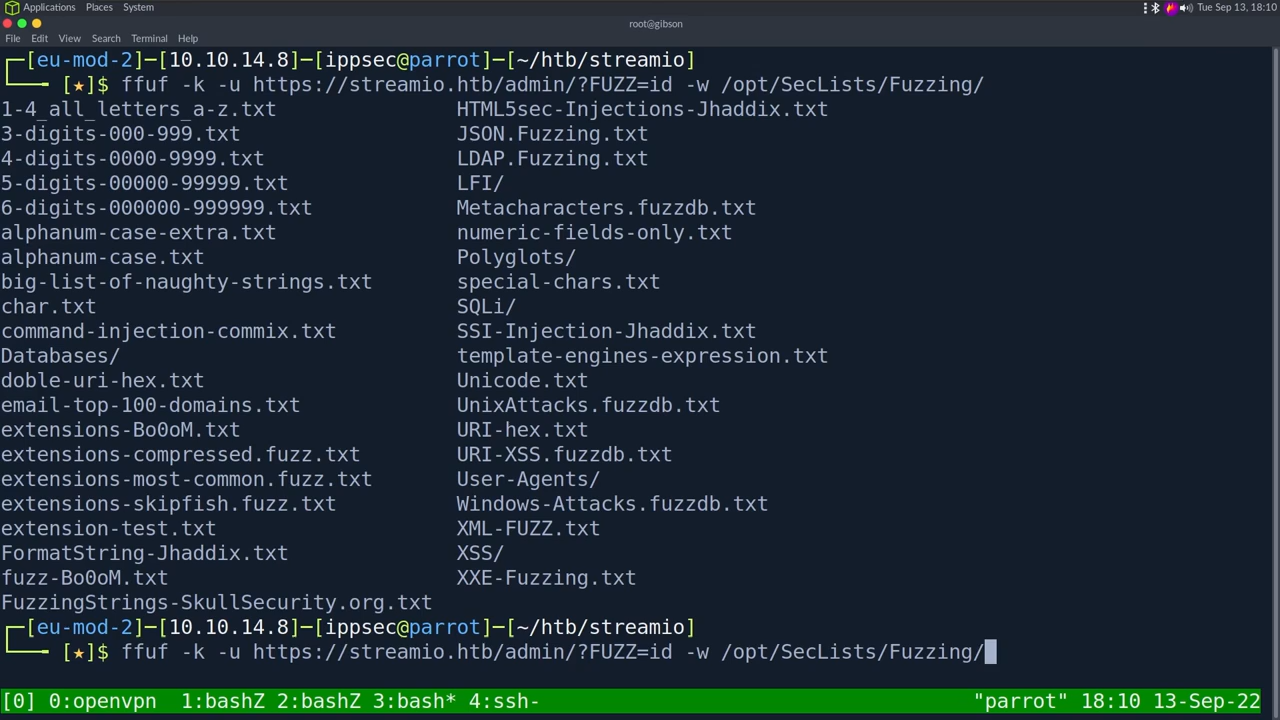 Applications Places System Tue Sep 13, 18:10
root@gibson
File Edit View Search Terminal Help
┌─[eu-mod-2]─[10.10.14.8]─[ippsec@parrot]─[~/htb/streamio]
└──╼ [★]$ ffuf -k -u https://streamio.htb/admin/?FUZZ=id -w /opt/SecLists/Fuzzing/
1-4_all_letters_a-z.txt HTML5sec-Injections-Jhaddix.txt
3-digits-000-999.txt JSON.Fuzzing.txt
4-digits-0000-9999.txt LDAP.Fuzzing.txt
5-digits-00000-99999.txt LFI/
6-digits-000000-999999.txt Metacharacters.fuzzdb.txt
alphanum-case-extra.txt numeric-fields-only.txt
alphanum-case.txt Polyglots/
big-list-of-naughty-strings.txt special-chars.txt
char.txt SQLi/
command-injection-commix.txt SSI-Injection-Jhaddix.txt
Databases/ template-engines-expression.txt
doble-uri-hex.txt Unicode.txt
email-top-100-domains.txt UnixAttacks.fuzzdb.txt
extensions-Bo0oM.txt URI-hex.txt
extensions-compressed.fuzz.txt URI-XSS.fuzzdb.txt
extensions-most-common.fuzz.txt User-Agents/
extensions-skipfish.fuzz.txt Windows-Attacks.fuzzdb.txt
extension-test.txt XML-FUZZ.txt
FormatString-Jhaddix.txt XSS/
fuzz-Bo0oM.txt XXE-Fuzzing.txt
FuzzingStrings-SkullSecurity.org.txt
┌─[eu-mod-2]─[10.10.14.8]─[ippsec@parrot]─[~/htb/streamio]
└──╼ [★]$ ffuf -k -u https://streamio.htb/admin/?FUZZ=id -w /opt/SecLists/Fuzzing/
[0] 0:openvpn 1:bashZ 2:bashZ 3:bash* 4:ssh- "parrot" 18:10 13-Sep-22